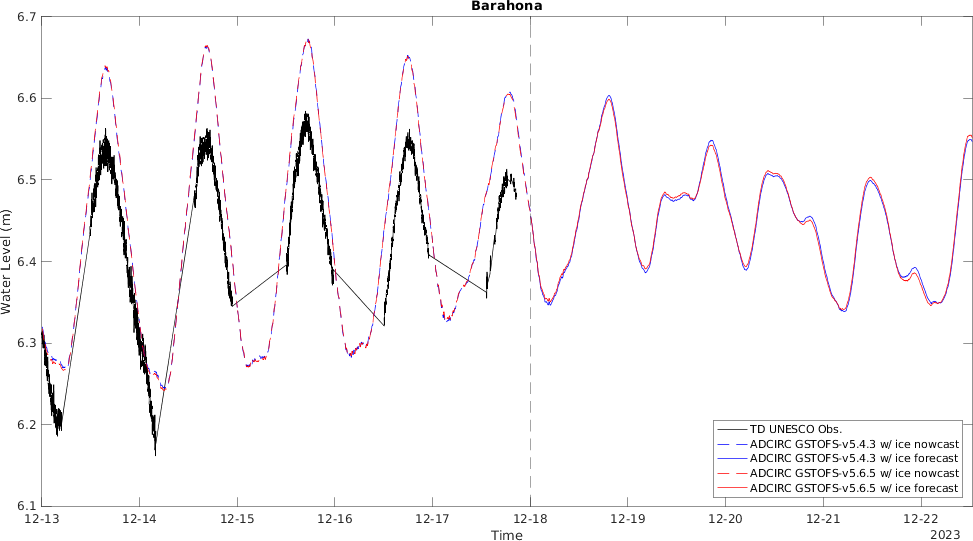 Barahona
6.7
6.6
6.5
6.4
6.3
6.2
6.1
Water Level (m)
TD UNESCO Obs.
ADCIRC GSTOFS-v5.4.3 w/ ice nowcast
ADCIRC GSTOFS-v5.4.3 w/ ice forecast
ADCIRC GSTOFS-v5.6.5 w/ ice nowcast
ADCIRC GSTOFS-v5.6.5 w/ ice forecast
12-13 12-14 12-15 12-16 12-17 12-18 12-19 12-20 12-21 12-22
Time
2023